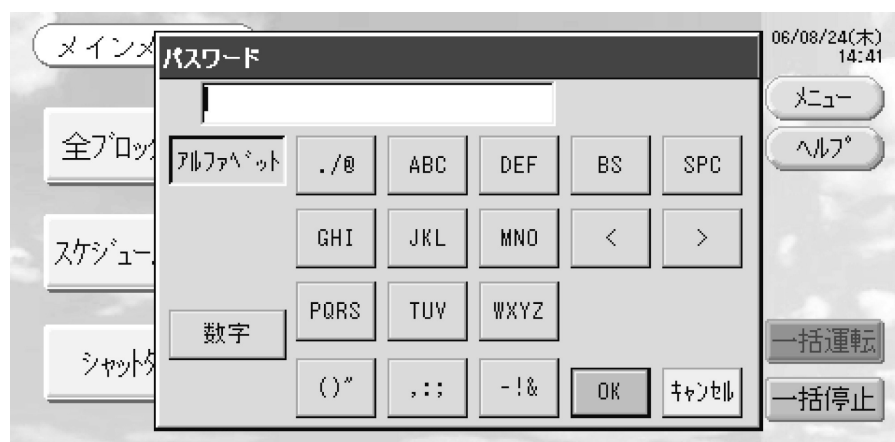 メインメ
06/08/24(木)
14:41
パスワード
メニュー
ヘルプ
全ブロッ
アルファベット
./@
ABC
DEF
BS
SPC
スケジュー
GHI
JKL
MNO
<
>
数字
PQRS
TUV
WXYZ
一括運転
シャット
()"
,:;
-!&
OK
キャンセル
一括停止